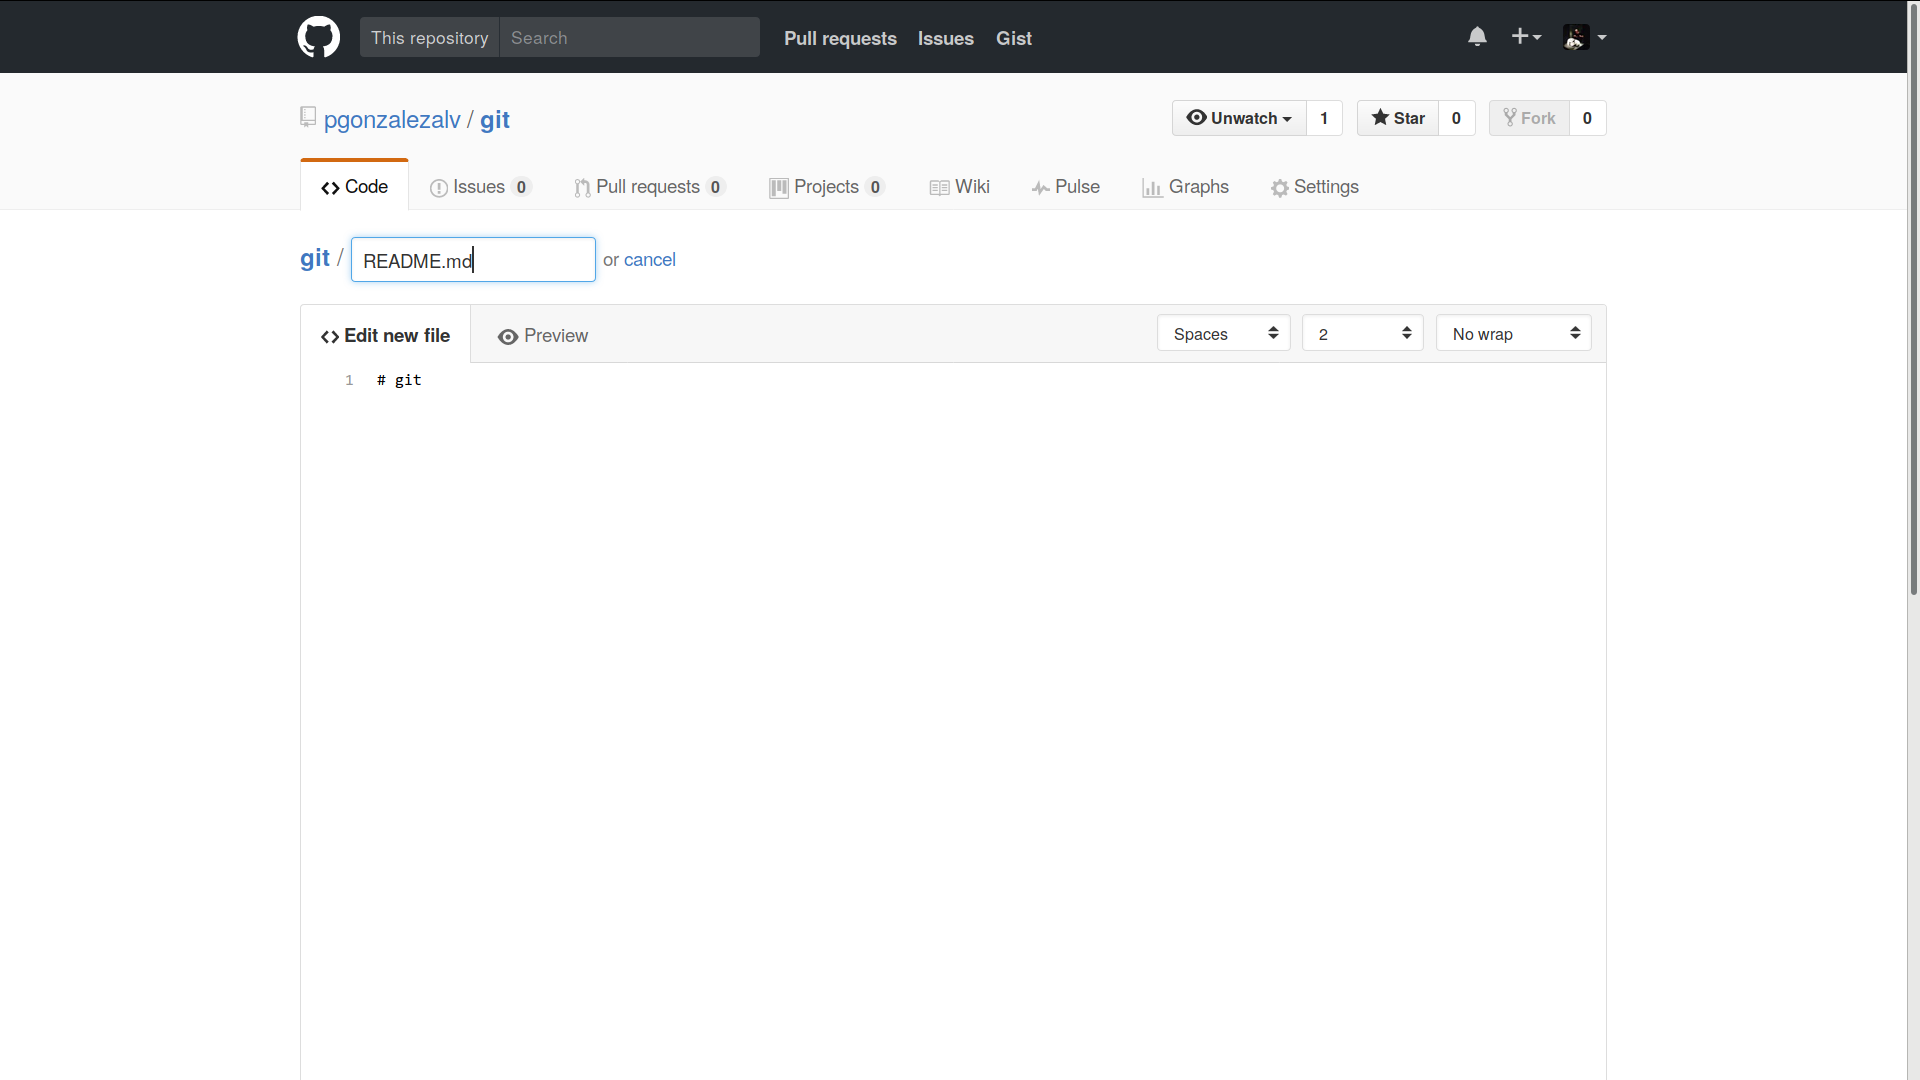 This repository Search Pull requests Issues Gist
pgonzalezalv / git Unwatch 1 Star 0 Fork 0
Code Issues 0 Pull requests 0 Projects 0 Wiki Pulse Graphs Settings
git / README.md or cancel
Edit new file Preview Spaces 2 No wrap
1 # git